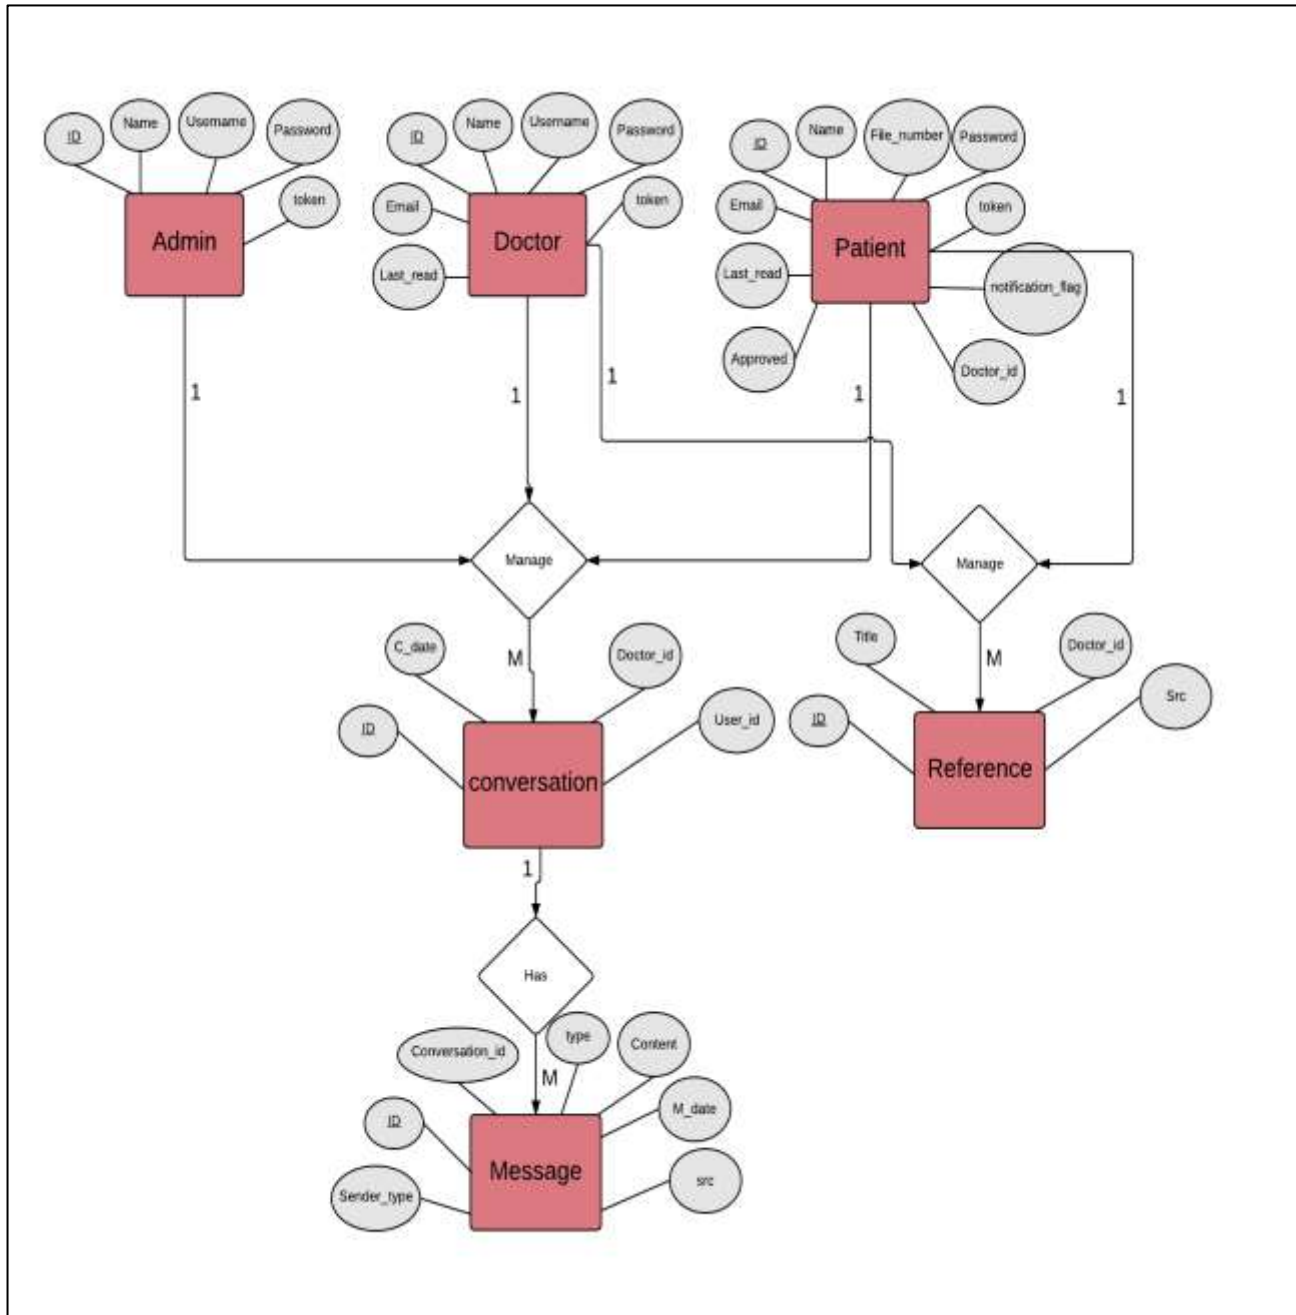 ID
Name
Username
Password
token
Admin
ID
Name
Username
Password
token
Email
Last_read
Doctor
ID
Name
File_number
Password
token
Email
Last_read
notification_flag
Approved
Doctor_id
Patient
1
1
1
1
1
Manage
Manage
M
M
C_date
Doctor_id
ID
User_id
conversation
Title
Doctor_id
ID
Src
Reference
1
Has
M
Conversation_id
type
Content
M_date
ID
Sender_type
src
Message